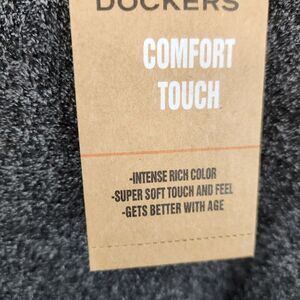 DOCKERS
COMFORT
TOUCH
-INTENSE RICH COLOR
-SUPER SOFT TOUCH AND FEEL
-GETS BETTER WITH AGE